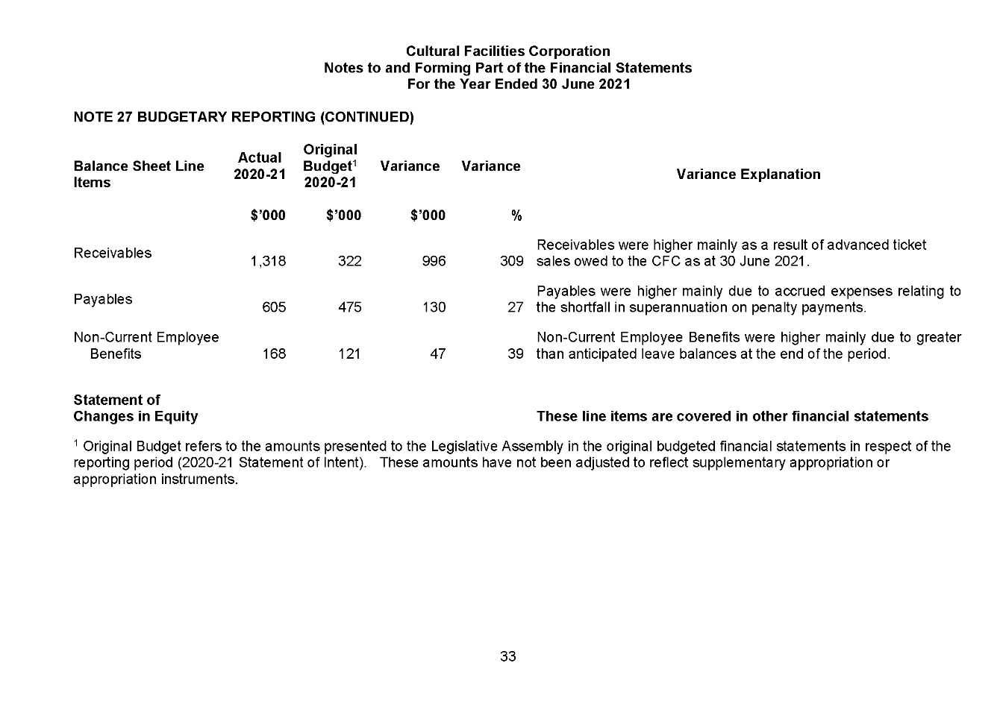 Cultural Facilities Corporation
Notes to and Forming Part of the Financial Statements
For the Year Ended 30 June 2021
NOTE 27 BUDGETARY REPORTING (CONTINUED)
Balance Sheet Line Items Actual 2020-21 Original Budget¹ 2020-21 Variance Variance Variance Explanation
$’000 $’000 $’000 %
Receivables 1,318 322 996 309 Receivables were higher mainly as a result of advanced ticket
sales owed to the CFC as at 30 June 2021.
Payables 605 475 130 27 Payables were higher mainly due to accrued expenses relating to
the shortfall in superannuation on penalty payments.
Non-Current Employee Benefits 168 121 47 39 Non-Current Employee Benefits were higher mainly due to greater
than anticipated leave balances at the end of the period.
Statement of
Changes in Equity These line items are covered in other financial statements
¹ Original Budget refers to the amounts presented to the Legislative Assembly in the original budgeted financial statements in respect of the
reporting period (2020-21 Statement of Intent). These amounts have not been adjusted to reflect supplementary appropriation or
appropriation instruments.
33